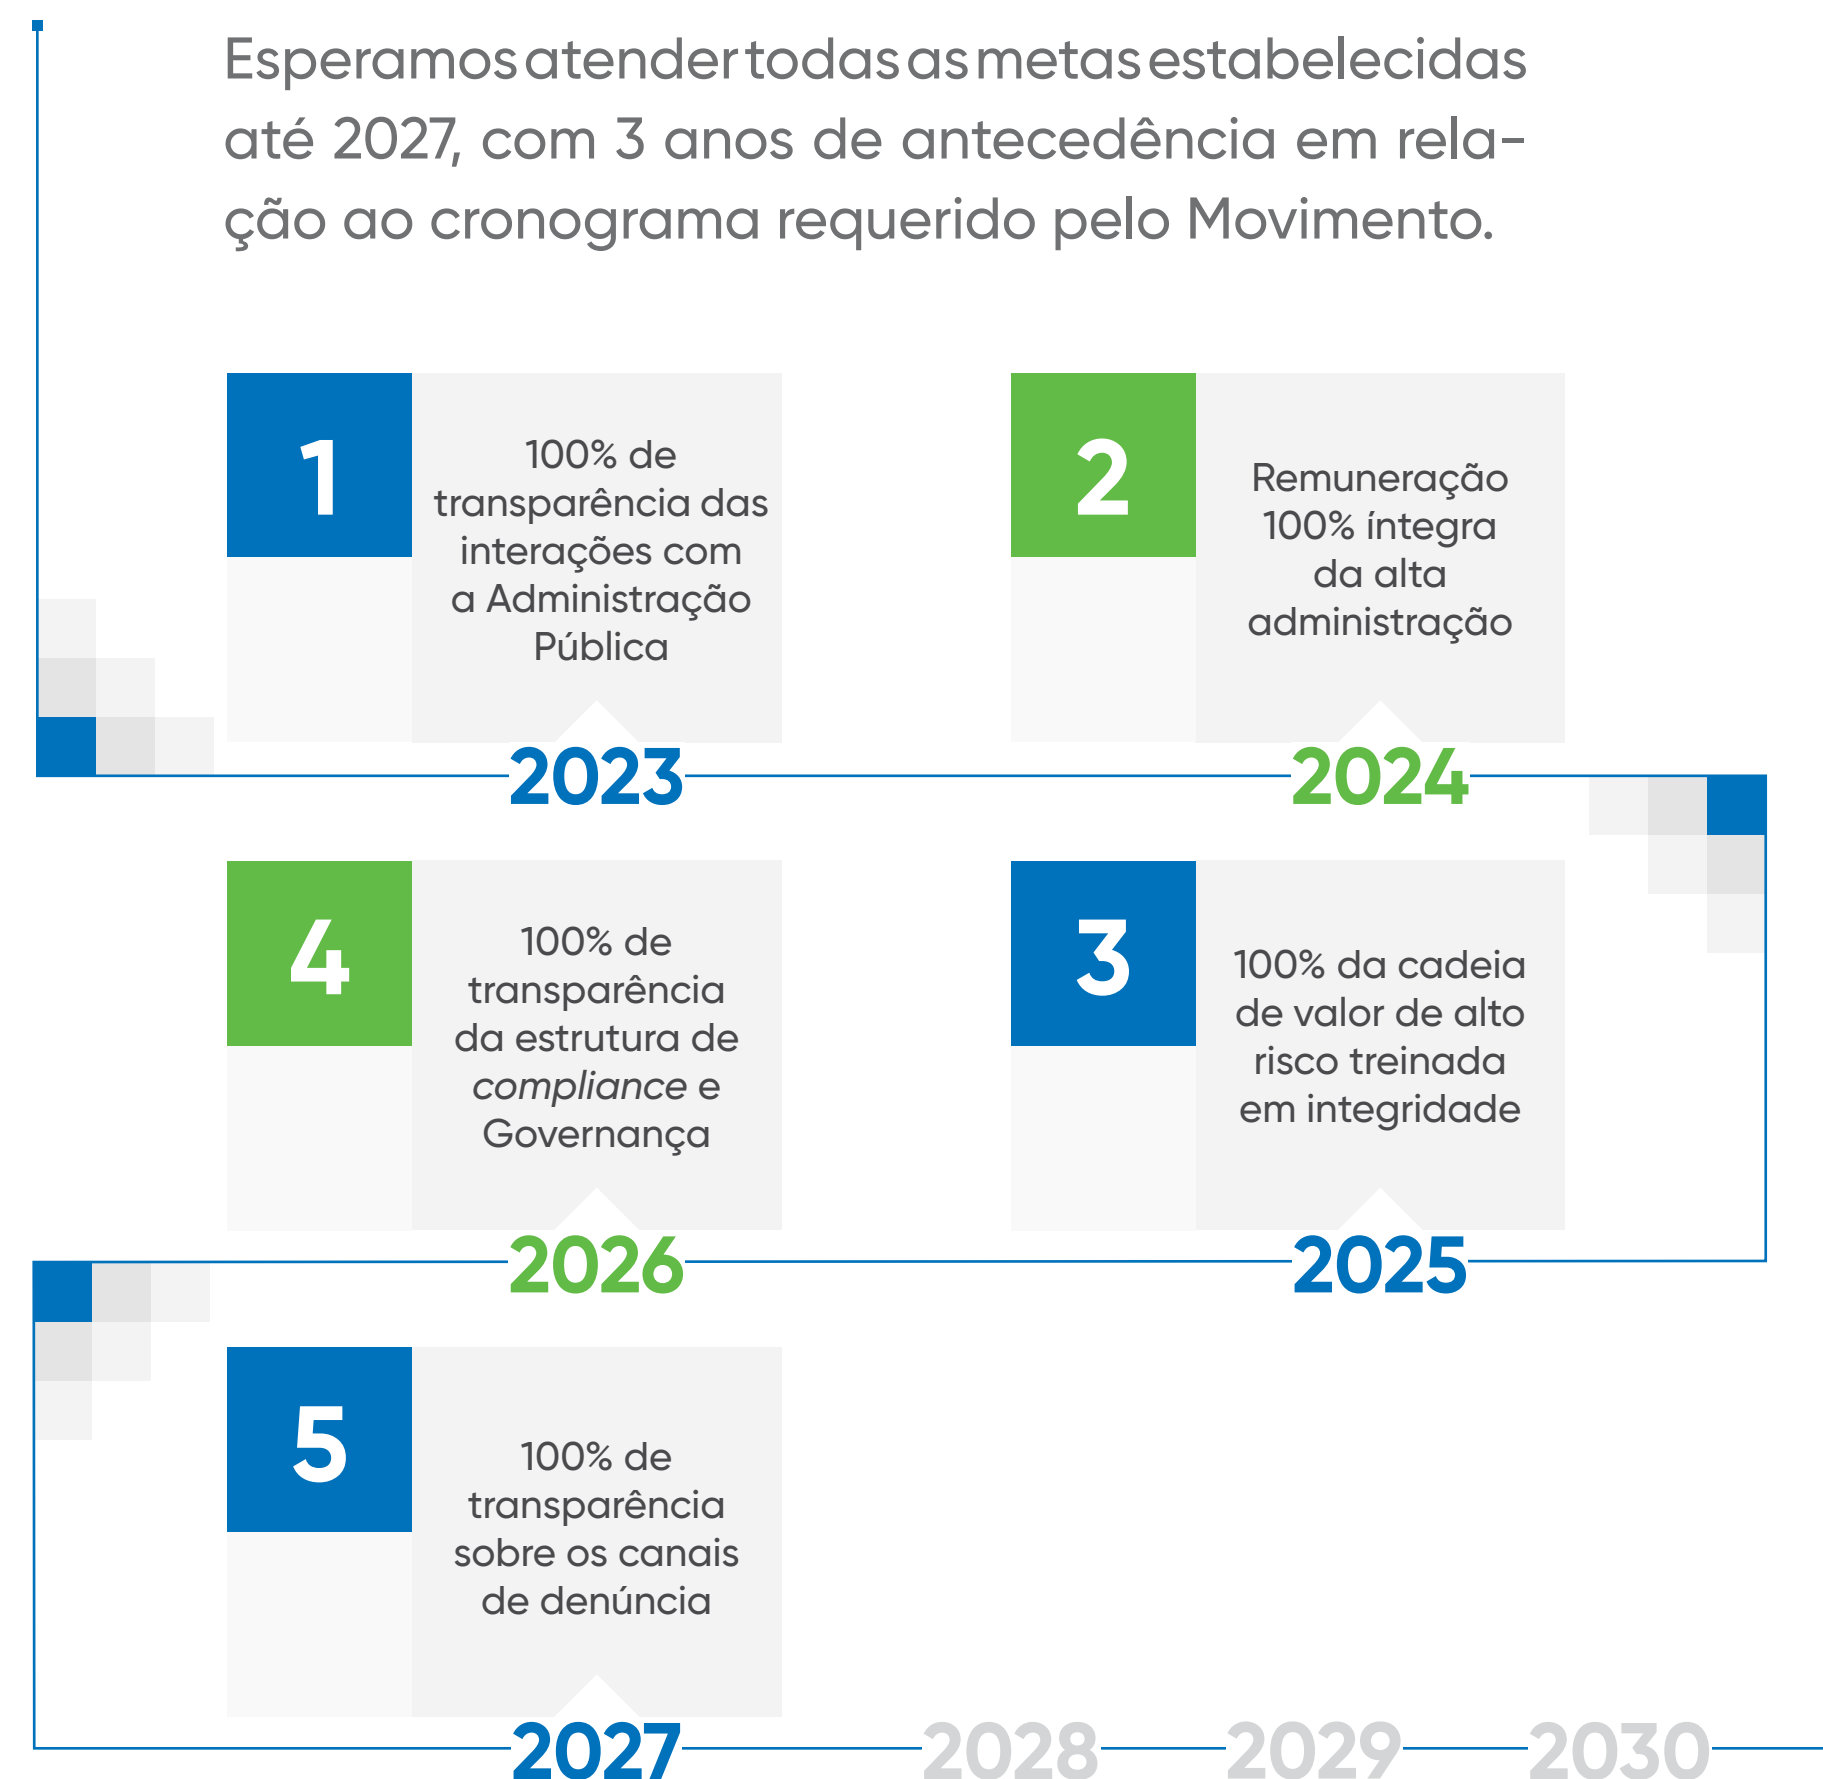 Esperamos atender todas as metas estabelecidas
até 2027, com 3 anos de antecedência em rela-
ção ao cronograma requerido pelo Movimento.
1
100% de
transparência das
interações com
a Administração
Pública
2023
2
Remuneração
100% íntegra
da alta
administração
2024
3
100% da cadeia
de valor de alto
risco treinada
em integridade
2025
4
100% de
transparência
da estrutura de
compliance e
Governança
2026
5
100% de
transparência
sobre os canais
de denúncia
2027
2028
2029
2030